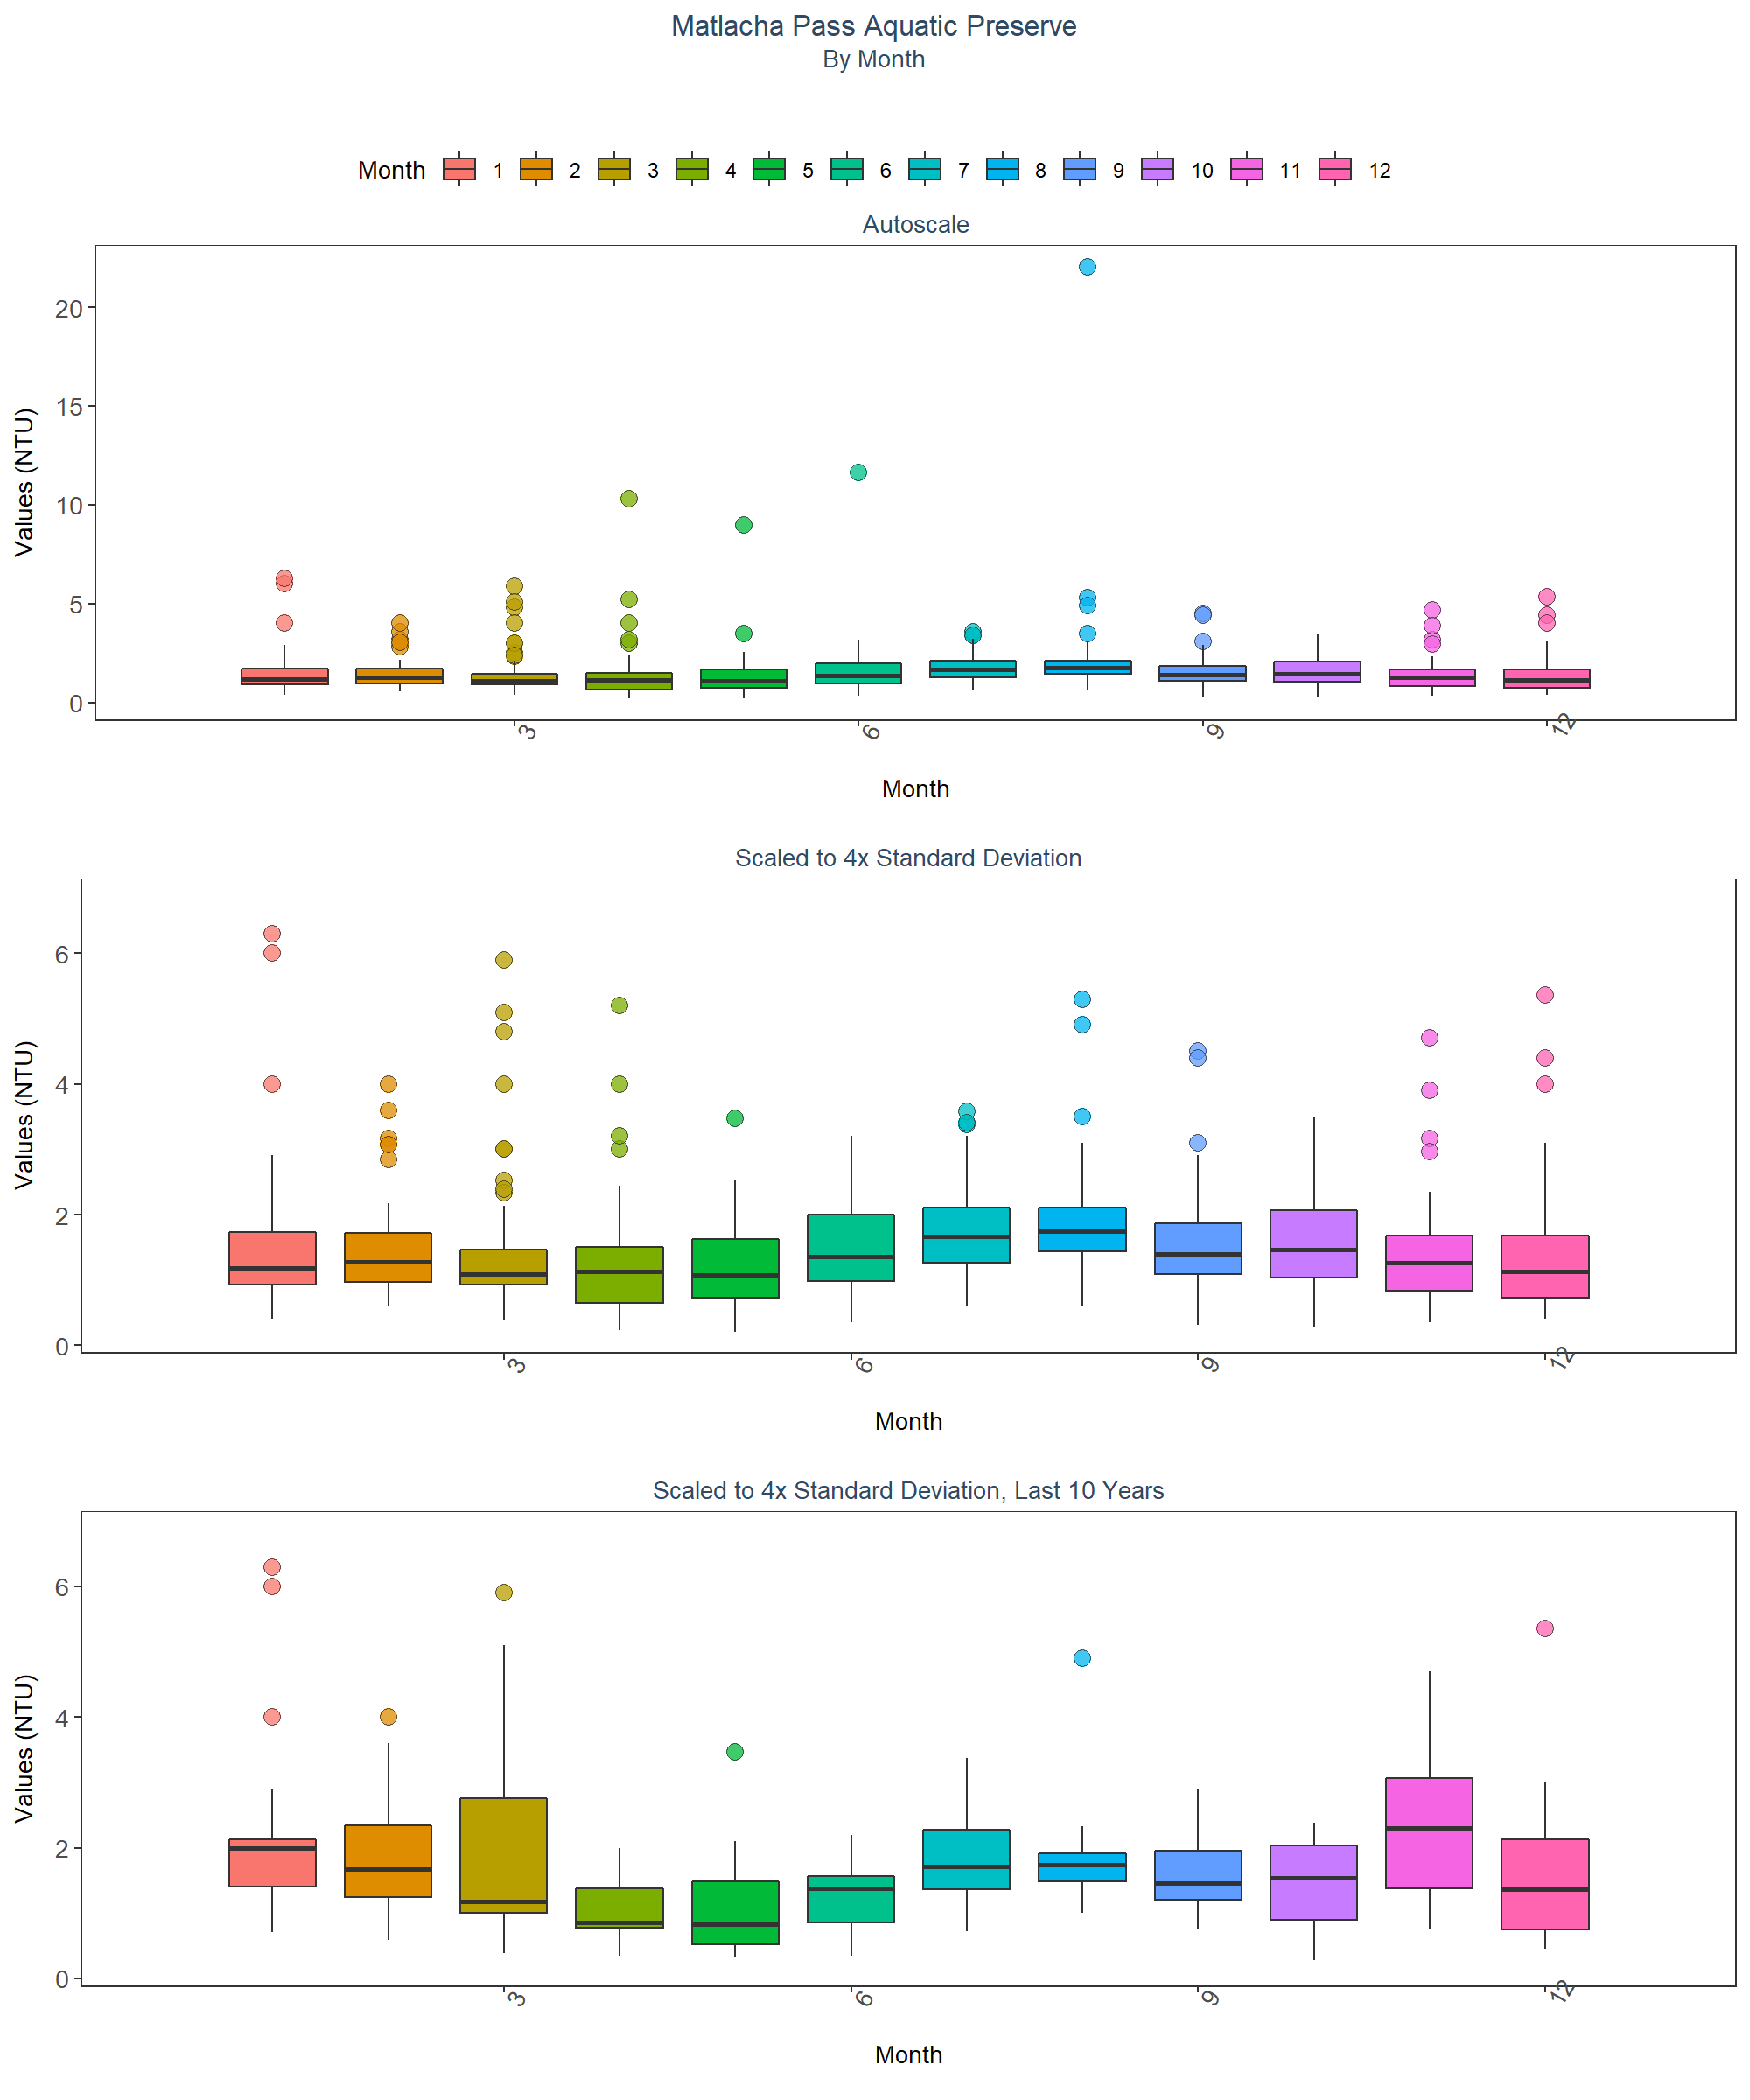 Matlacha Pass Aquatic Preserve
By Month
Month 1 2 3 4 5 6 7 8 9 10 11 12
Autoscale
Values (NTU)
20
15
10
5
0
3 6 9 12
Month
Scaled to 4x Standard Deviation
Values (NTU)
6
4
2
0
3 6 9 12
Month
Scaled to 4x Standard Deviation, Last 10 Years
Values (NTU)
6
4
2
0
3 6 9 12
Month